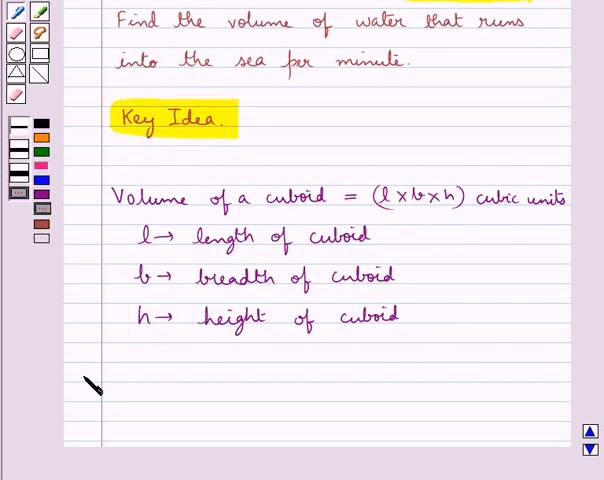 Find the volume of water that runs
into the sea per minute.
Key Idea.
Volume of a cuboid = (l × b × h) cubic units
l → length of cuboid
b → breadth of cuboid
h → height of cuboid